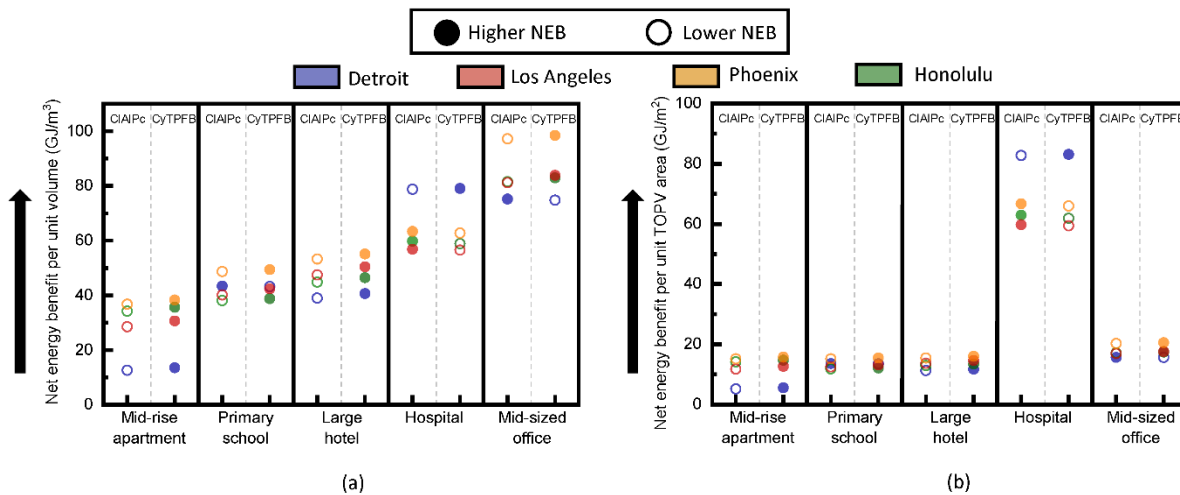 Higher NEB Lower NEB
Detroit Los Angeles Phoenix Honolulu
Net energy benefit per unit volume (GJ/m³)
110
100
80
60
40
20
0
ClAlPc CyTPFB ClAlPc CyTPFB ClAlPc CyTPFB ClAlPc CyTPFB ClAlPc CyTPFB
Mid-rise apartment
Primary school
Large hotel
Hospital
Mid-sized office
(a)
Net energy benefit per unit TOPV area (GJ/m²)
100
80
60
40
20
0
ClAlPc CyTPFB ClAlPc CyTPFB ClAlPc CyTPFB ClAlPc CyTPFB ClAlPc CyTPFB
Mid-rise apartment
Primary school
Large hotel
Hospital
Mid-sized office
(b)